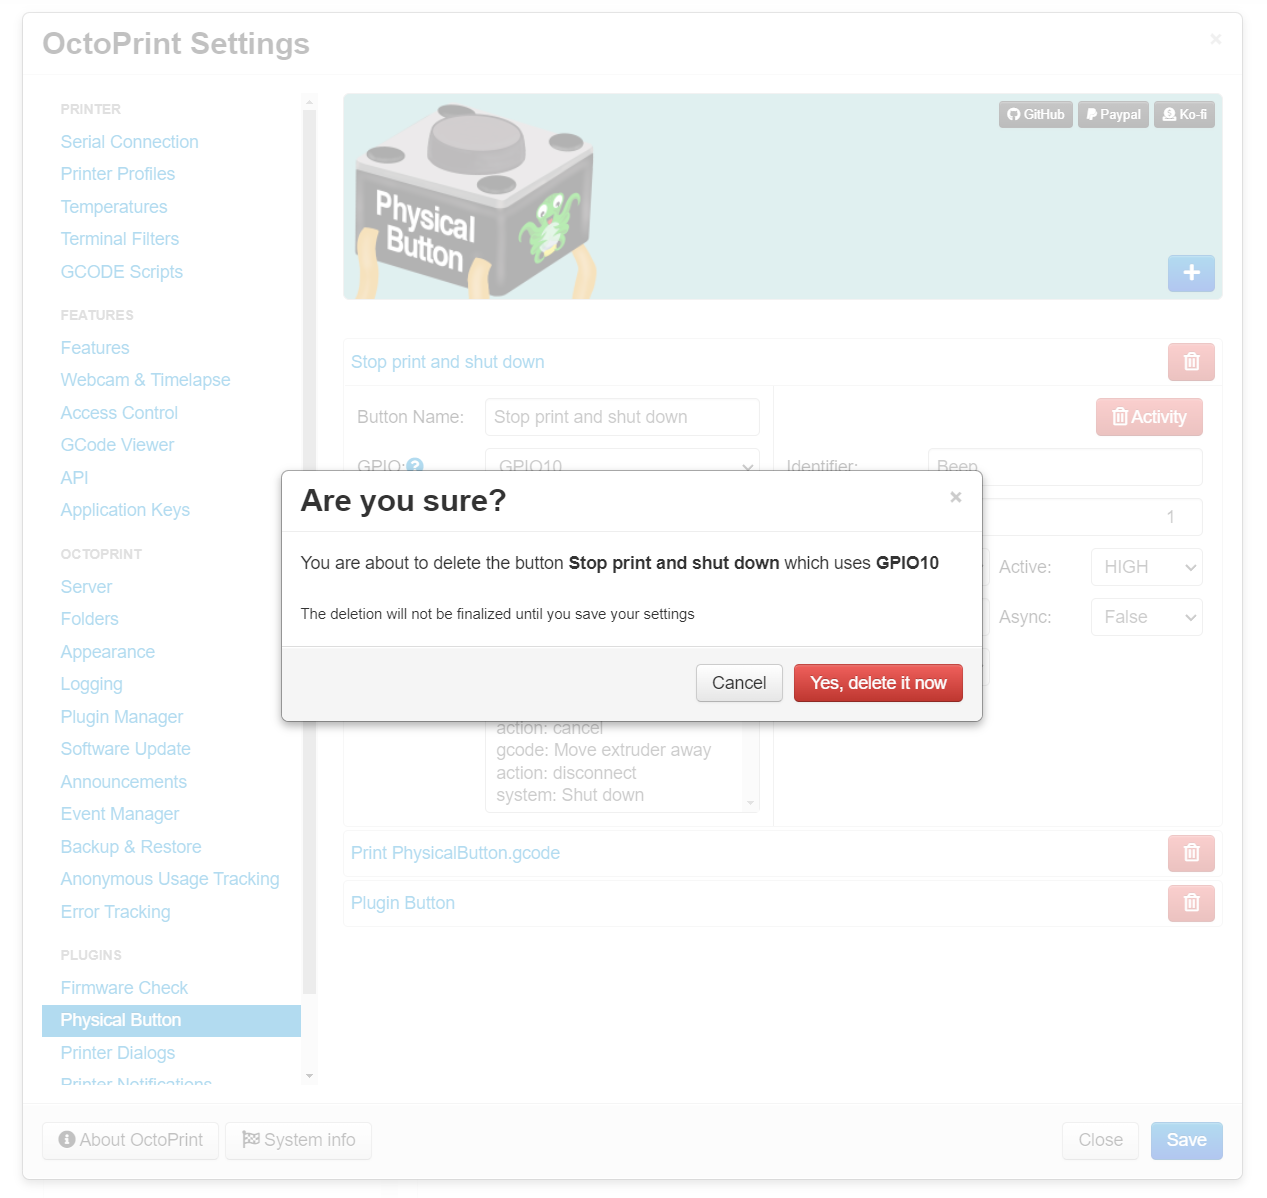 OctoPrint Settings
×
PRINTER
Serial Connection
Printer Profiles
Temperatures
Terminal Filters
GCODE Scripts
FEATURES
Features
Webcam & Timelapse
Access Control
GCode Viewer
API
Application Keys
OCTOPRINT
Server
Folders
Appearance
Logging
Plugin Manager
Software Update
Announcements
Event Manager
Backup & Restore
Anonymous Usage Tracking
Error Tracking
PLUGINS
Firmware Check
Physical Button
Printer Dialogs
Printer Notifications
GitHub
Paypal
Ko-fi
Physical
Button
Stop print and shut down
Button Name: Stop print and shut down
Activity
GPIO: GPIO10
Identifier: Beep
1
Active: HIGH
Async: False
Are you sure?
×
You are about to delete the button Stop print and shut down which uses GPIO10
The deletion will not be finalized until you save your settings
Cancel
Yes, delete it now
action: cancel
gcode: Move extruder away
action: disconnect
system: Shut down
Print PhysicalButton.gcode
Plugin Button
About OctoPrint
System info
Close
Save